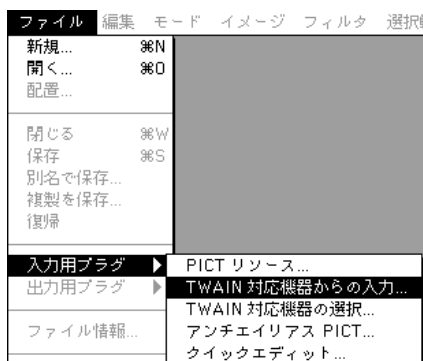 ファイル 編集 モード イメージ フィルタ 選択
新規... ⌘N
開く... ⌘O
配置...
閉じる ⌘W
保存 ⌘S
別名で保存...
複製を保存...
復帰
入力用プラグ ▶
出力用プラグ ▶
ファイル情報...
PICT リソース...
TWAIN 対応機器からの入力...
TWAIN 対応機器の選択...
アンチエイリアス PICT...
クイックエディット...